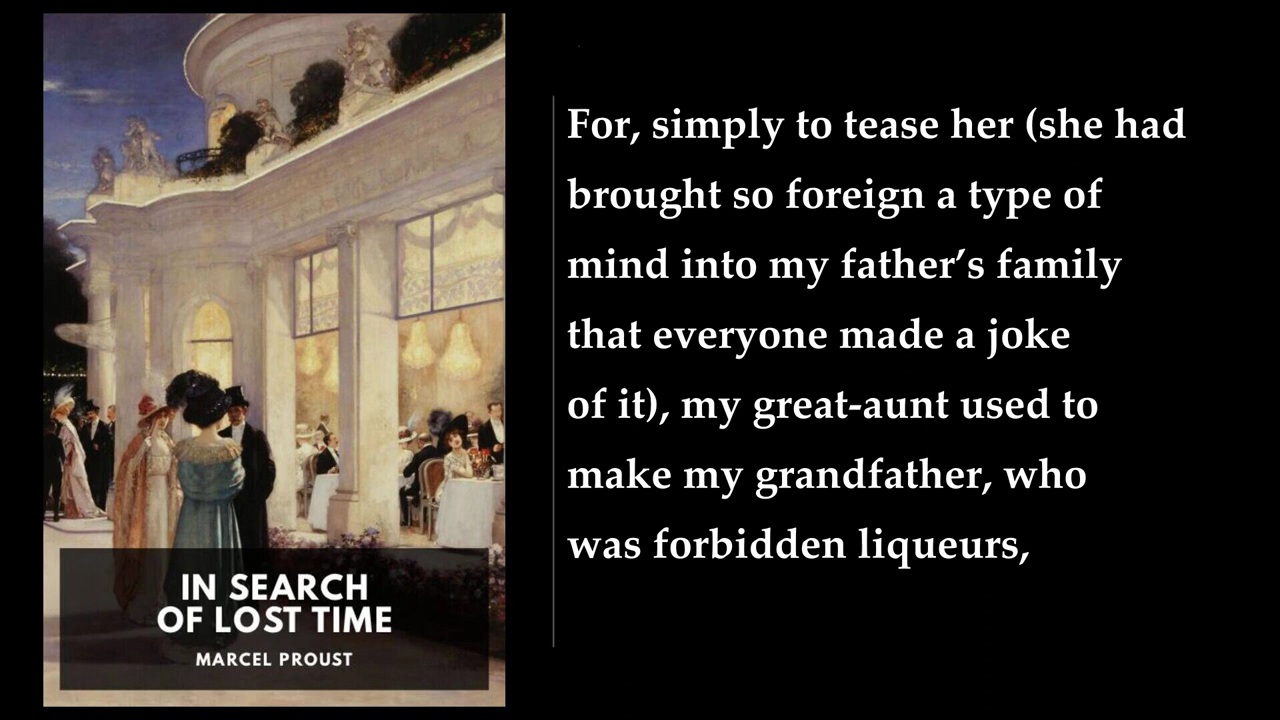 IN SEARCH
OF LOST TIME
MARCEL PROUST
For, simply to tease her (she had
brought so foreign a type of
mind into my father’s family
that everyone made a joke
of it), my great-aunt used to
make my grandfather, who
was forbidden liqueurs,